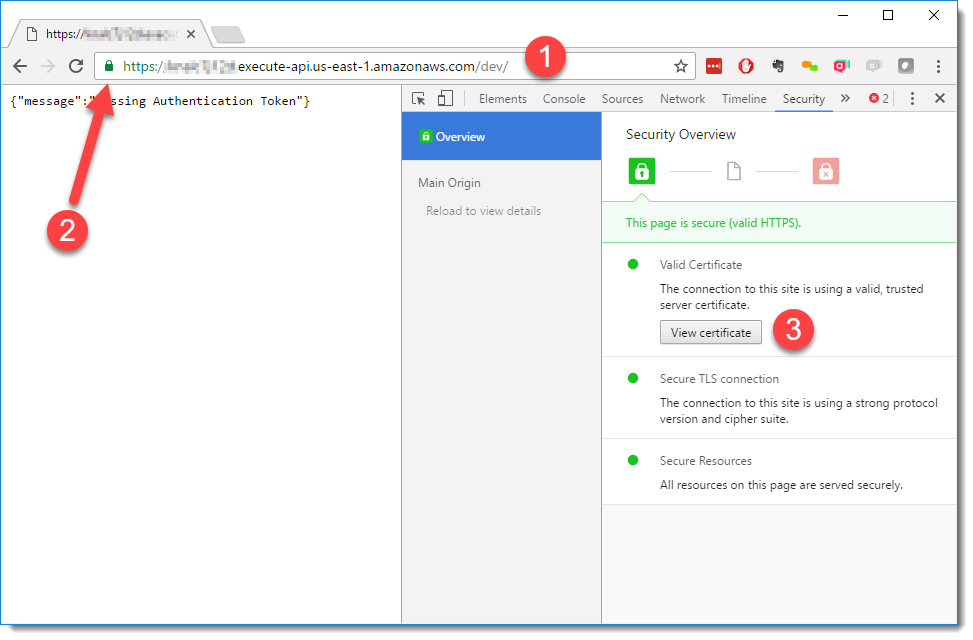 https://
https:/ .execute-api.us-east-1.amazonaws.com/dev/
1
{"message": issing Authentication Token"}
2
Elements Console Sources Network Timeline Security » 2
Overview
Main Origin
Reload to view details
Security Overview
This page is secure (valid HTTPS).
Valid Certificate
The connection to this site is using a valid, trusted
server certificate.
View certificate
3
Secure TLS connection
The connection to this site is using a strong protocol
version and cipher suite.
Secure Resources
All resources on this page are served securely.